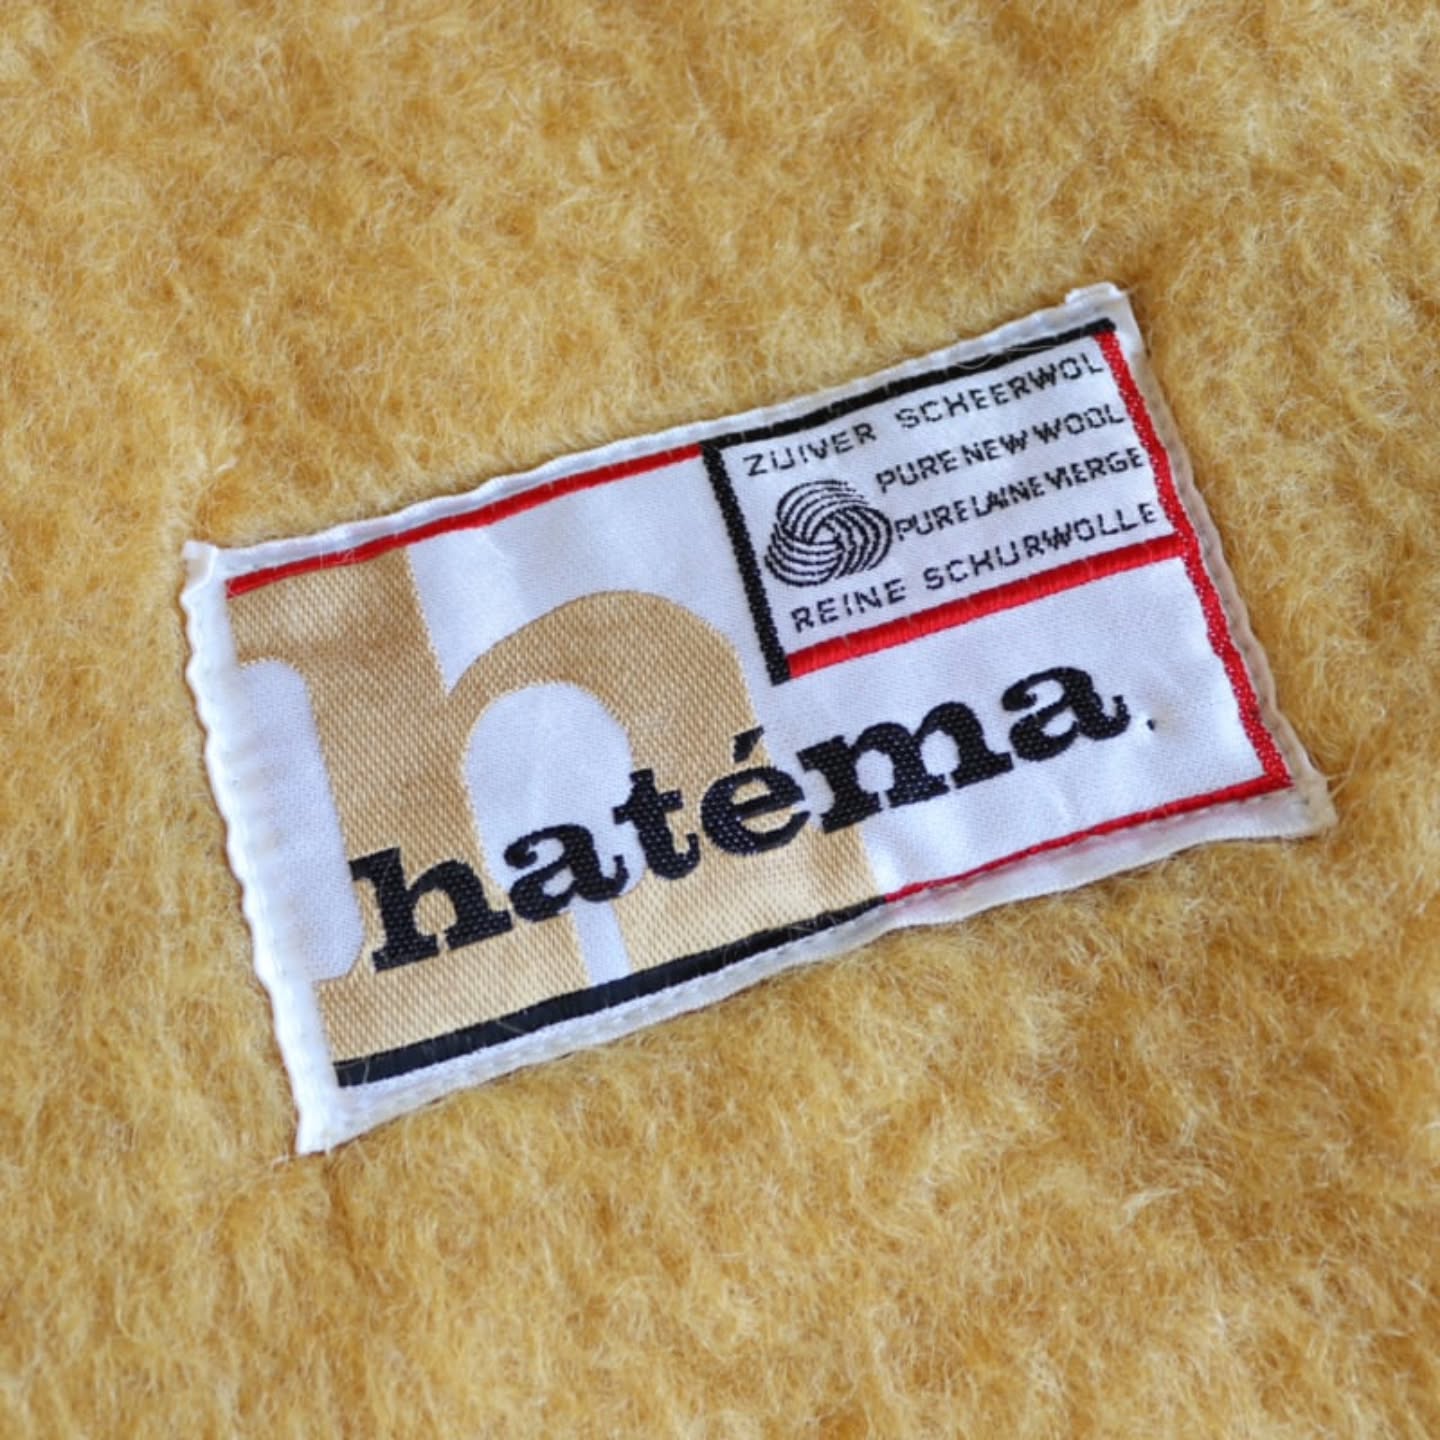 ZUIVER SCHEERWOL
PURE NEW WOOL
PURE LAINE VIERGE
REINE SCHURWOLLE
h
hatéma.